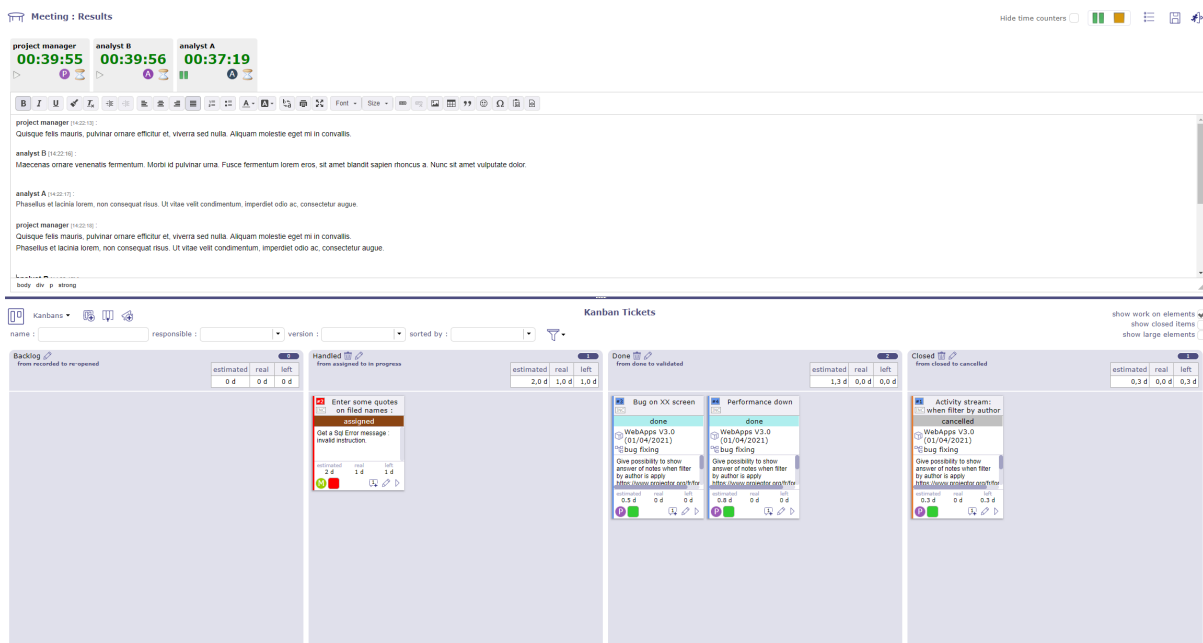 Meeting : Results
Hide time counters
project manager
00:39:55
P
analyst B
00:39:56
A
analyst A
00:37:19
A
B I U Font Size
project manager [14:22:13] :
Quisque felis mauris, pulvinar ornare efficitur et, viverra sed nulla. Aliquam molestie eget mi in convallis.
analyst B [14:22:16] :
Maecenas ornare venenatis fermentum. Morbi id pulvinar urna. Fusce fermentum lorem eros, sit amet blandit sapien rhoncus a. Nunc sit amet vulputate dolor.
analyst A [14:22:17] :
Phasellus et lacinia lorem, non consequat risus. Ut vitae velit condimentum, imperdiet odio ac, consectetur augue.
project manager [14:22:18] :
Quisque felis mauris, pulvinar ornare efficitur et, viverra sed nulla. Aliquam molestie eget mi in convallis.
Phasellus et lacinia lorem, non consequat risus. Ut vitae velit condimentum, imperdiet odio ac, consectetur augue.
body div p strong
Kanbans
Kanban Tickets
show work on elements
show closed items
show large elements
name :
responsible :
version :
sorted by :
Backlog
0
from recorded to re-opened
estimated real left
0 d 0 d 0 d
Handled
1
from assigned to in progress
estimated real left
2,0 d 1,0 d 1,0 d
Done
2
from done to validated
estimated real left
1,3 d 0,0 d 0,0 d
Closed
1
from closed to cancelled
estimated real left
0,3 d 0,0 d 0,3 d
#2 Enter some quotes
on filed names :
assigned
Get a Sql Error message :
invalid instruction.
estimated real left
2 d 1 d 1 d
M
Bug on XX screen
done
WebApps V3.0
(01/04/2021)
bug fixing
Give possibility to show
answer of notes when filter
by author is apply
estimated real left
0.5 d 0 d 0 d
P
Performance down
done
WebApps V3.0
(01/04/2021)
bug fixing
Give possibility to show
answer of notes when filter
by author is apply
estimated real left
0.8 d 0 d 0 d
P
#1 Activity stream:
when filter by author
cancelled
WebApps V3.0
(01/04/2021)
bug fixing
Give possibility to show
answer of notes when filter
by author is apply
estimated real left
0.3 d 0 d 0.3 d
P